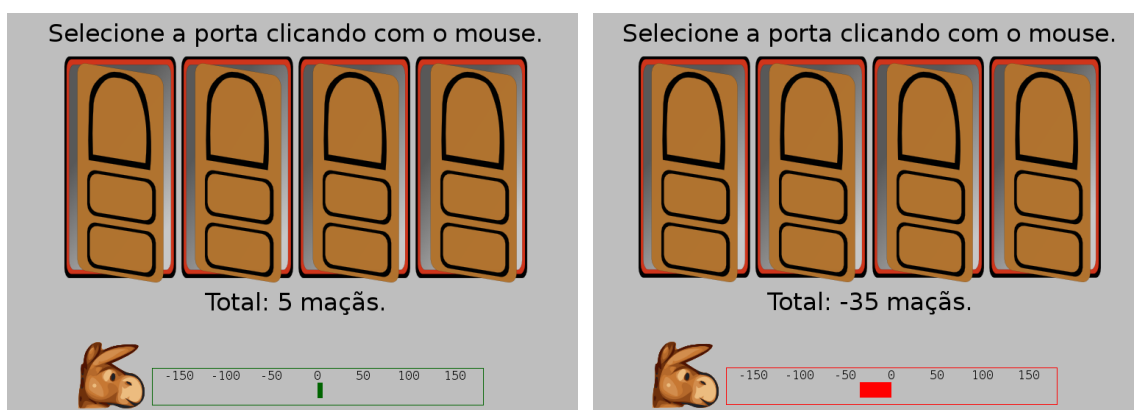 Selecione a porta clicando com o mouse.
Total: 5 maçãs.
-150 -100 -50 0 50 100 150
Selecione a porta clicando com o mouse.
Total: -35 maçãs.
-150 -100 -50 0 50 100 150